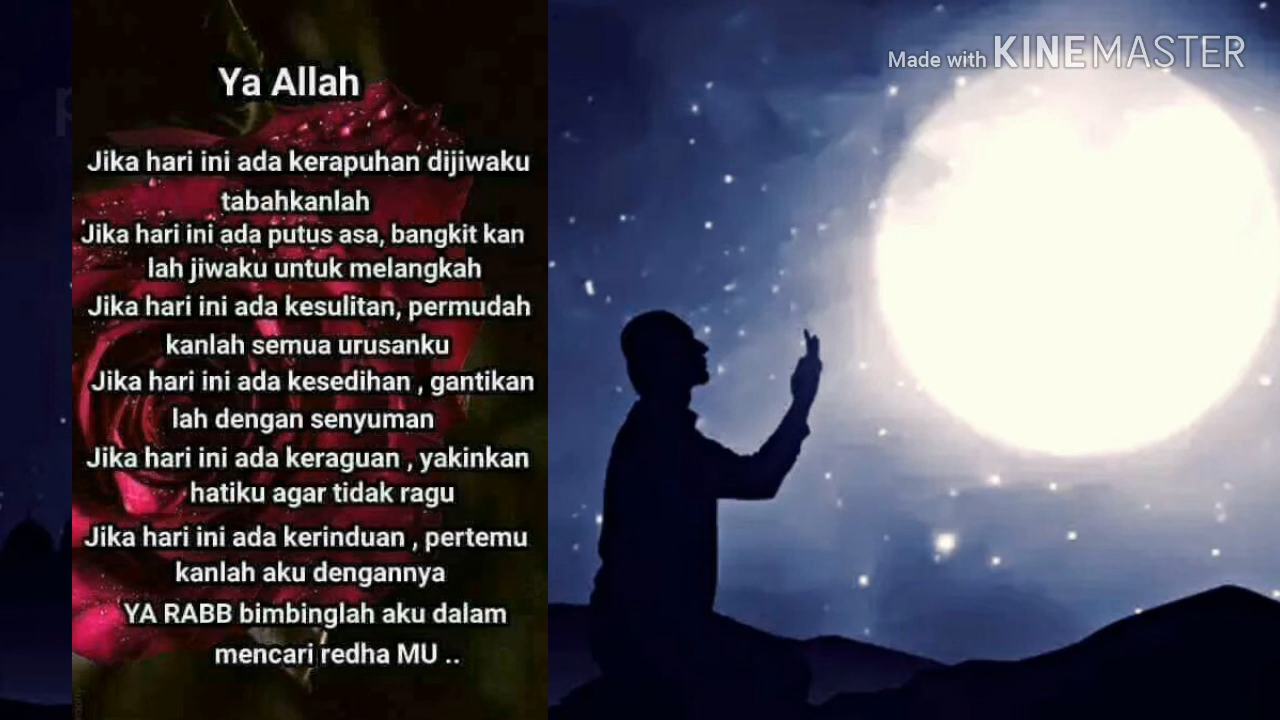 Made with KINEMASTER
Ya Allah
Jika hari ini ada kerapuhan dijiwaku
tabahkanlah
Jika hari ini ada putus asa, bangkit kan
lah jiwaku untuk melangkah
Jika hari ini ada kesulitan, permudah
kanlah semua urusanku
Jika hari ini ada kesedihan , gantikan
lah dengan senyuman
Jika hari ini ada keraguan , yakinkan
hatiku agar tidak ragu
Jika hari ini ada kerinduan , pertemu
kanlah aku dengannya
YA RABB bimbinglah aku dalam
mencari redha MU ..